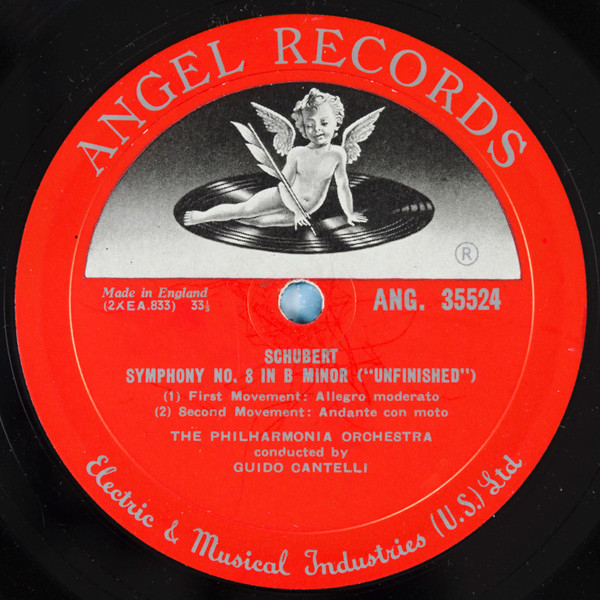 ANGEL RECORDS
®
Made in England
(2XEA.833) 33⅓
ANG. 35524
SCHUBERT
SYMPHONY NO. 8 IN B MINOR ("UNFINISHED")
(1) First Movement: Allegro moderato
(2) Second Movement: Andante con moto
THE PHILHARMONIA ORCHESTRA
conducted by
GUIDO CANTELLI
Electric & Musical Industries (U.S.) Ltd